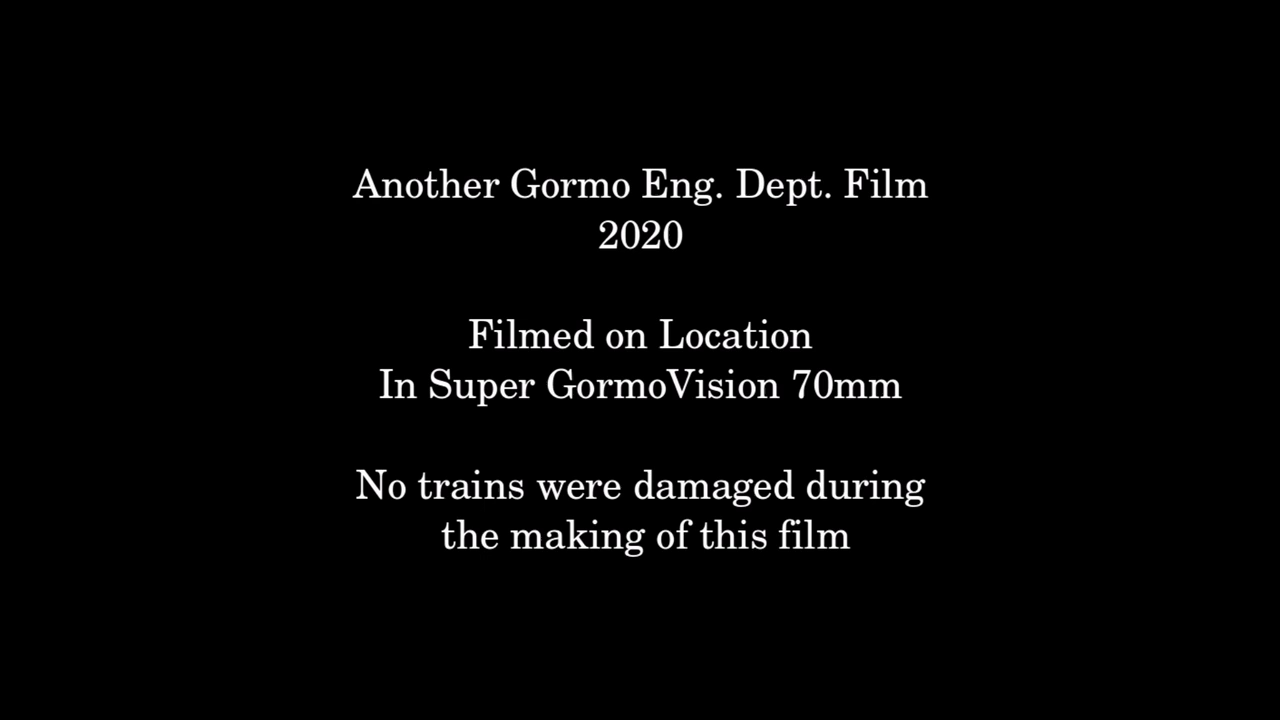 Another Gormo Eng. Dept. Film
2020
Filmed on Location
In Super GormoVision 70mm
No trains were damaged during
the making of this film